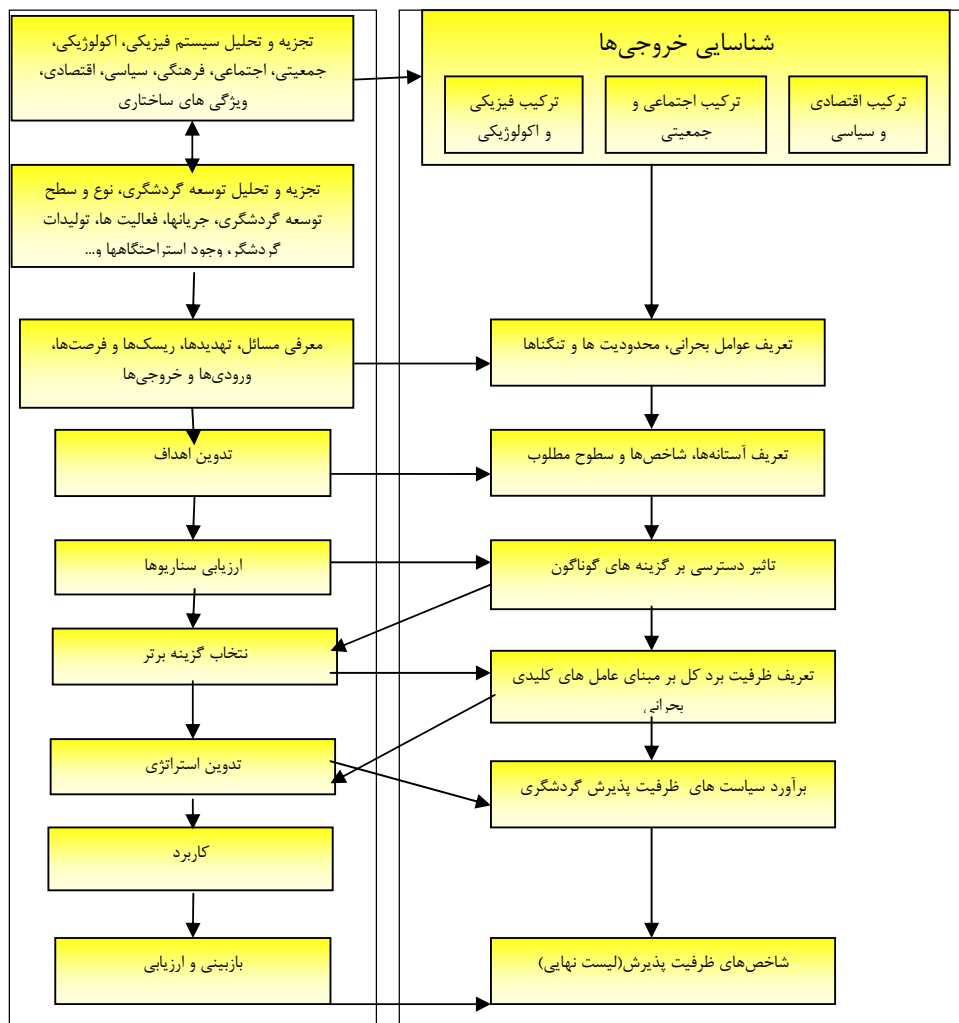 شناسایی خروجی‌ها
ترکیب اقتصادی
و سیاسی
ترکیب اجتماعی و
جمعیتی
ترکیب فیزیکی
و اکولوژیکی
تعریف عوامل بحرانی، محدودیت ها و تنگناها
تعریف آستانه‌ها، شاخص‌ها و سطوح مطلوب
تاثیر دسترسی بر گزینه های گوناگون
تعریف ظرفیت برد کل بر مبنای عامل های کلیدی
بحرانی
برآورد سیاست های ظرفیت پذیرش گردشگری
شاخص‌های ظرفیت پذیرش(لیست نهایی)
تجزیه و تحلیل سیستم فیزیکی، اکولوژیکی،
جمعیتی، اجتماعی، فرهنگی، سیاسی، اقتصادی،
ویژگی های ساختاری
تجزیه و تحلیل توسعه گردشگری، نوع و سطح
توسعه گردشگری، جریانها، فعالیت ها، تولیدات
گردشگر، وجود استراحتگاهها و...
معرفی مسائل، تهدیدها، ریسک‌ها و فرصت‌ها،
ورودی‌ها و خروجی‌ها
تدوین اهداف
ارزیابی سناریوها
نتخاب گزینه برتر
تدوین استراتژی
کاربرد
بازبینی و ارزیابی